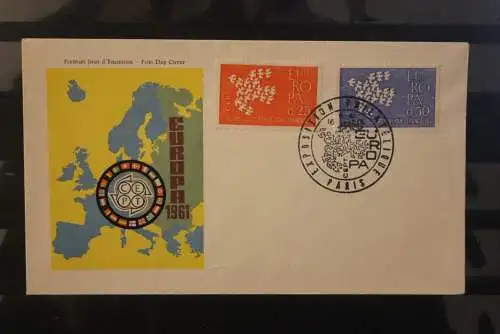 Premier Jour d'Emission First Day Cover
EUROPA
1961
CEPT
EUROPA
0,25
EUROPA
0,50
EXPOSITION PHILATELIQUE
EUROPA
PARIS